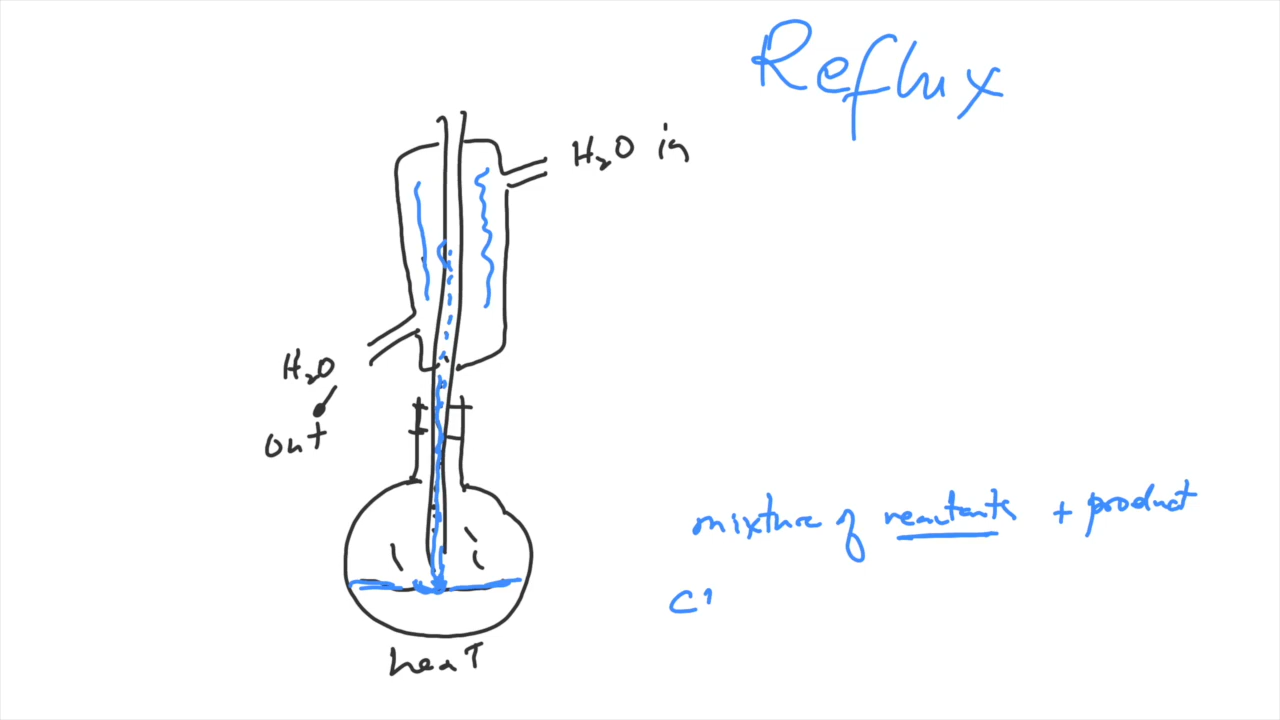 Reflux
H₂O in
H₂O
out
mixture of reactants + product
heat